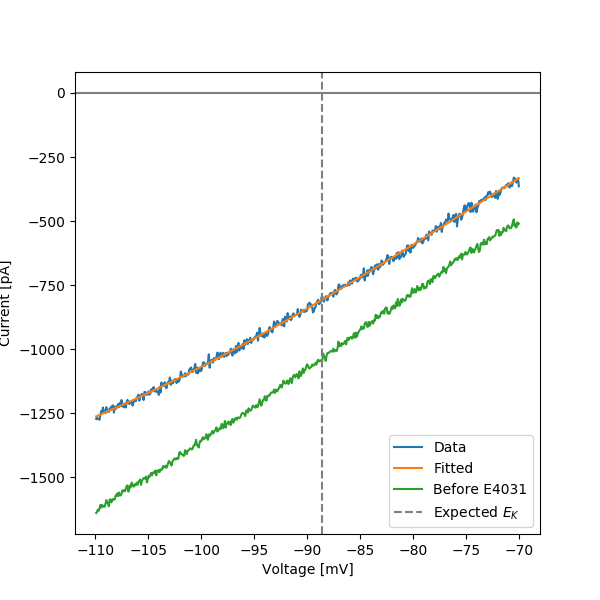 0
−250
−500
−750
−1000
−1250
−1500
Current [pA]
−110
−105
−100
−95
−90
−85
−80
−75
−70
Voltage [mV]
Data
Fitted
Before E4031
Expected E_K